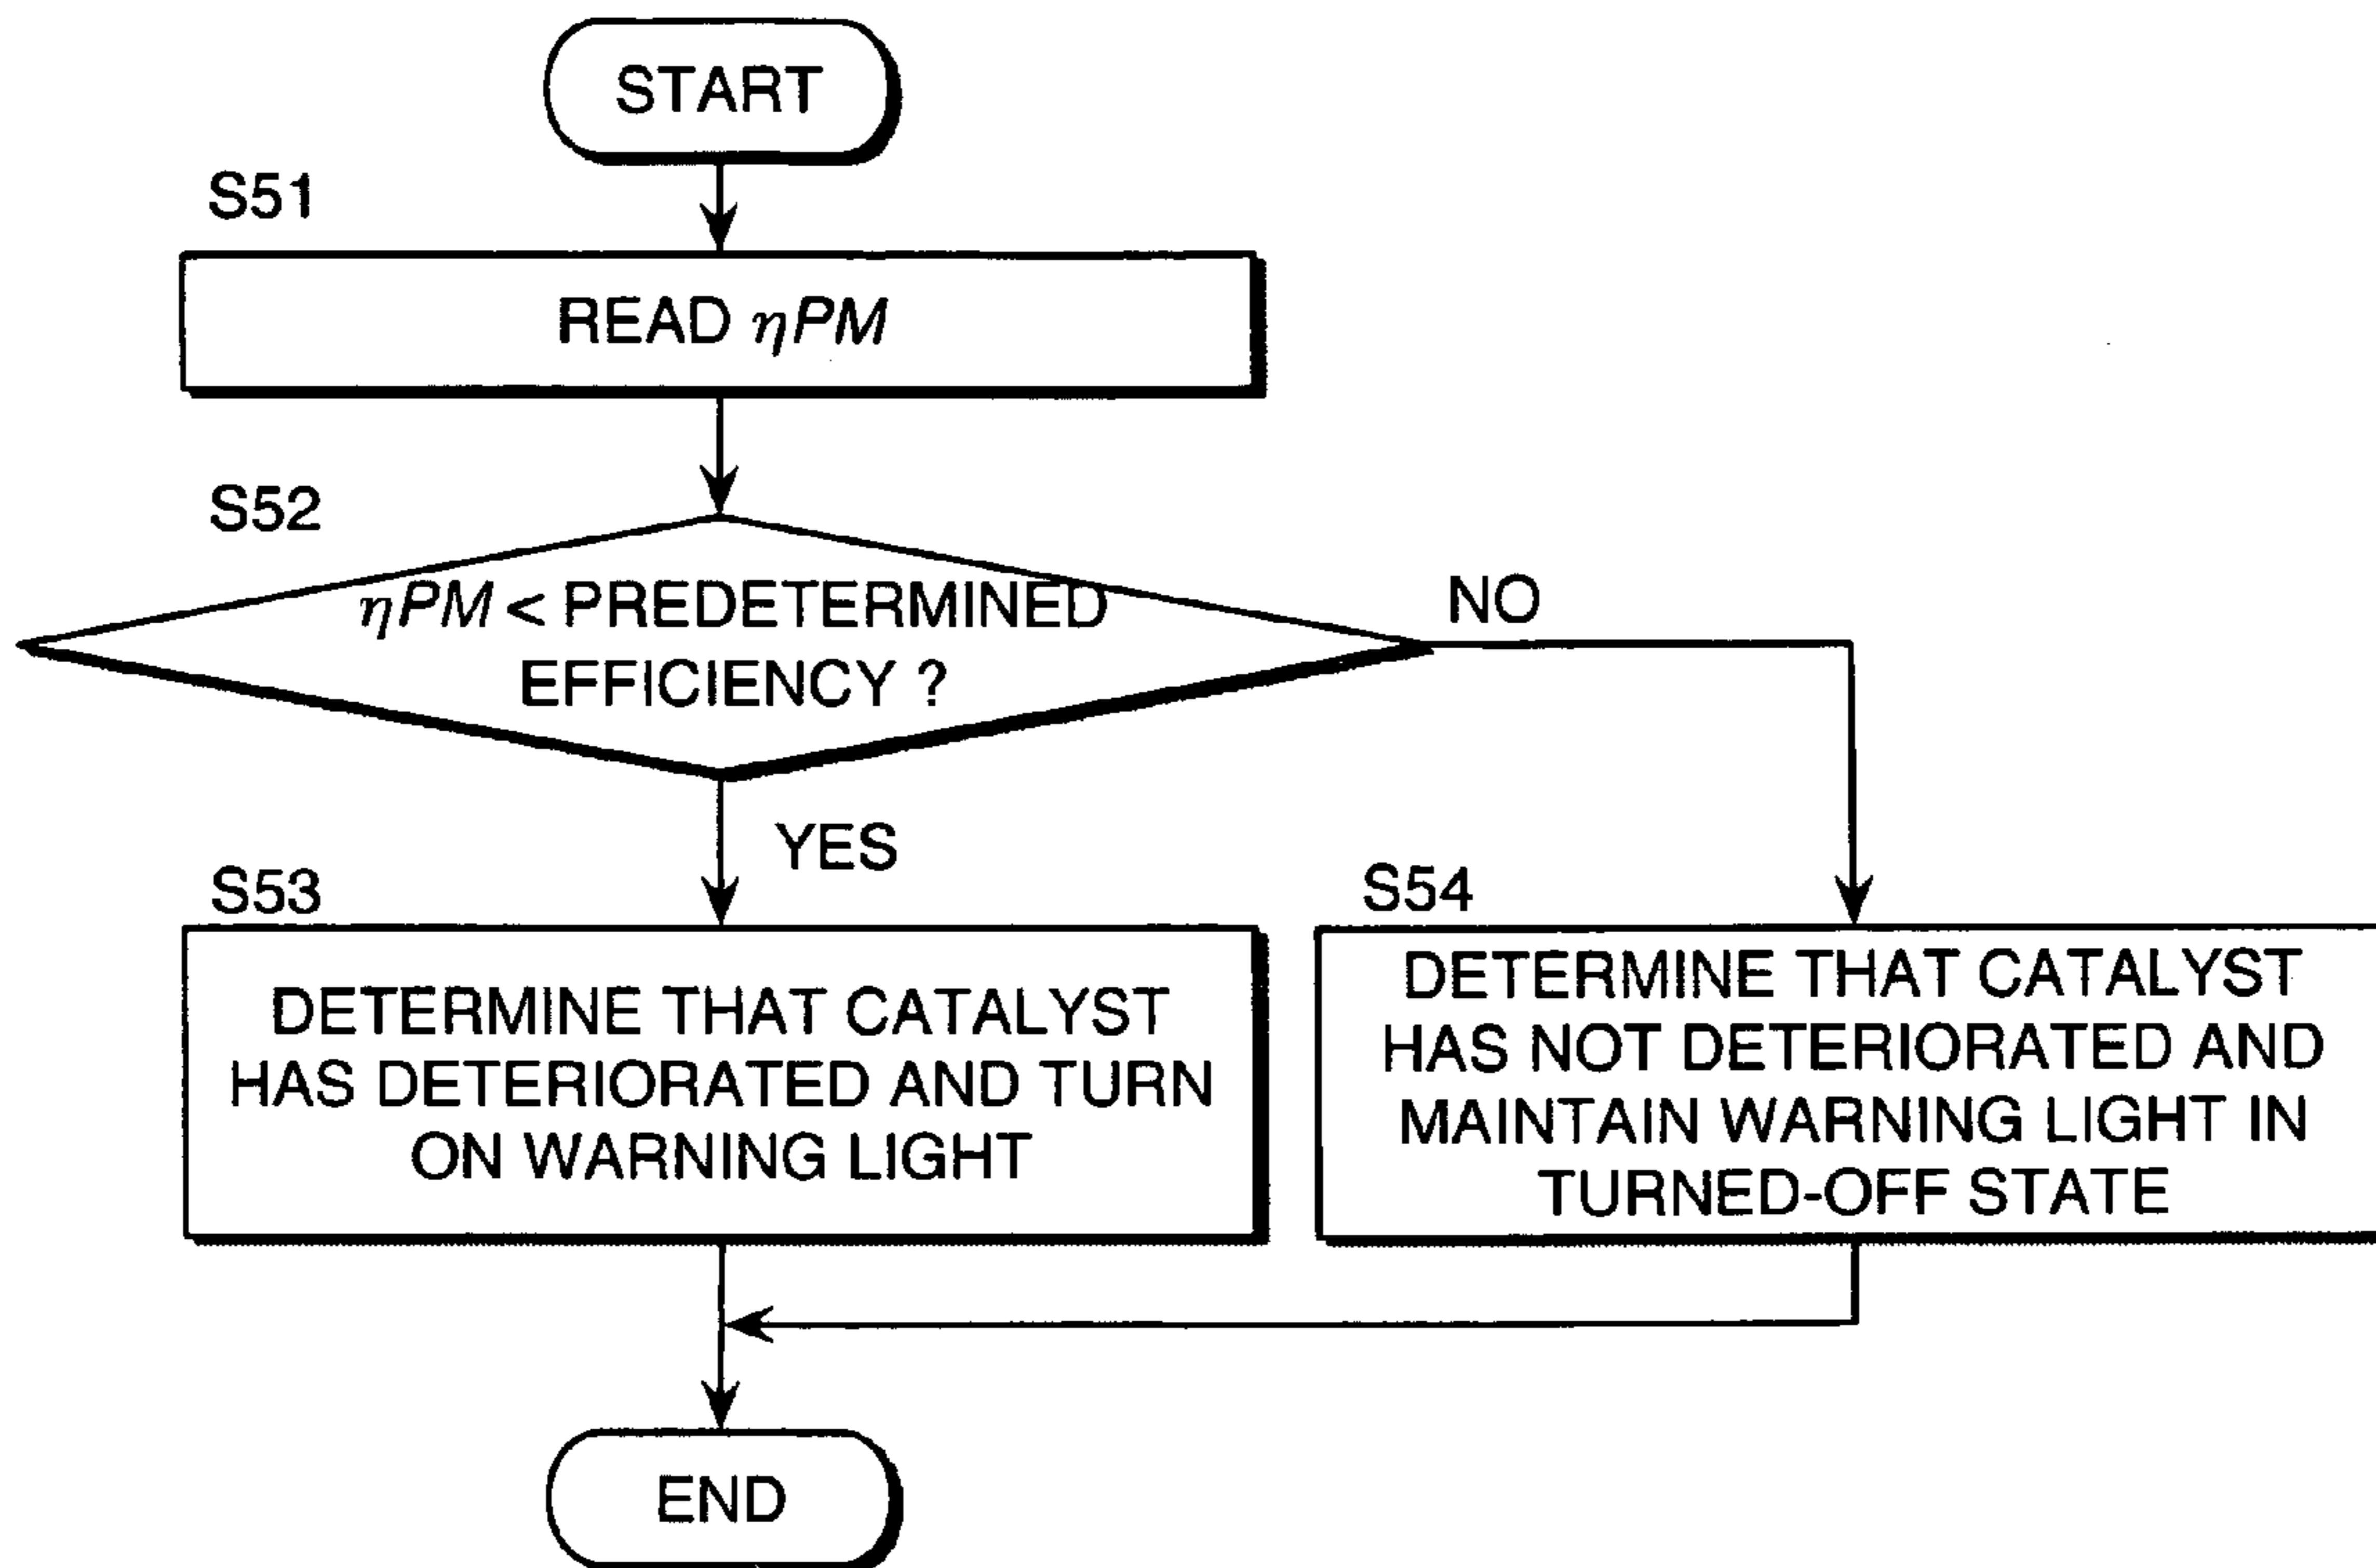 START
S51
READ ηPM
S52
ηPM < PREDETERMINED
EFFICIENCY ?
NO
YES
S53
DETERMINE THAT CATALYST
HAS DETERIORATED AND TURN
ON WARNING LIGHT
S54
DETERMINE THAT CATALYST
HAS NOT DETERIORATED AND
MAINTAIN WARNING LIGHT IN
TURNED-OFF STATE
END